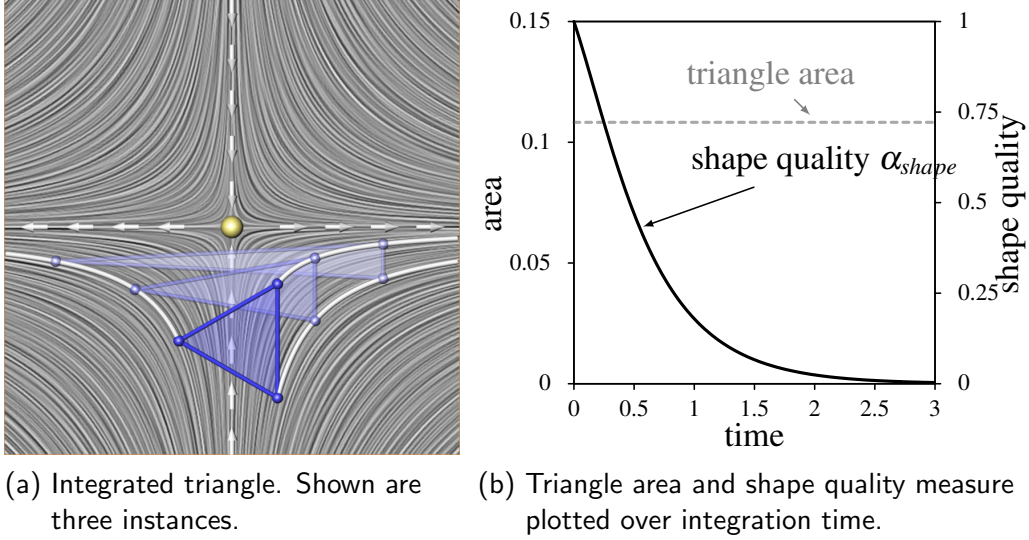 0.15
0.1
0.05
0
area
1
0.75
0.5
0.25
0
shape quality
triangle area
shape quality αshape
0 0.5 1 1.5 2 2.5 3
time
(a) Integrated triangle. Shown are
three instances.
(b) Triangle area and shape quality measure
plotted over integration time.